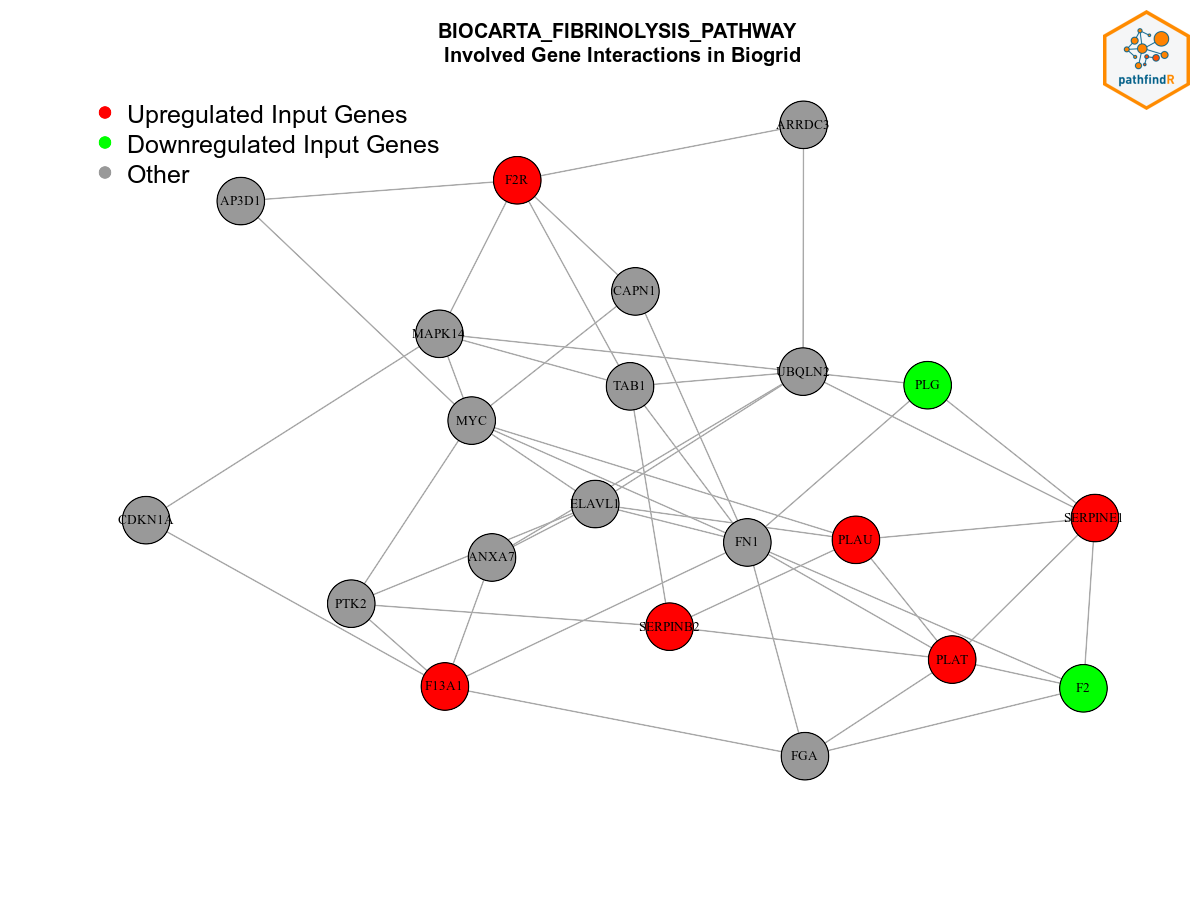 BIOCARTA_FIBRINOLYSIS_PATHWAY
Involved Gene Interactions in Biogrid
pathfindR
Upregulated Input Genes
Downregulated Input Genes
Other
ARRDC3
F2R
AP3D1
CAPN1
MAPK14
UBQLN2
PLG
TAB1
MYC
ELAVL1
CDKN1A
SERPINE1
FN1
PLAU
ANXA7
PTK2
SERPINB2
PLAT
F13A1
F2
FGA